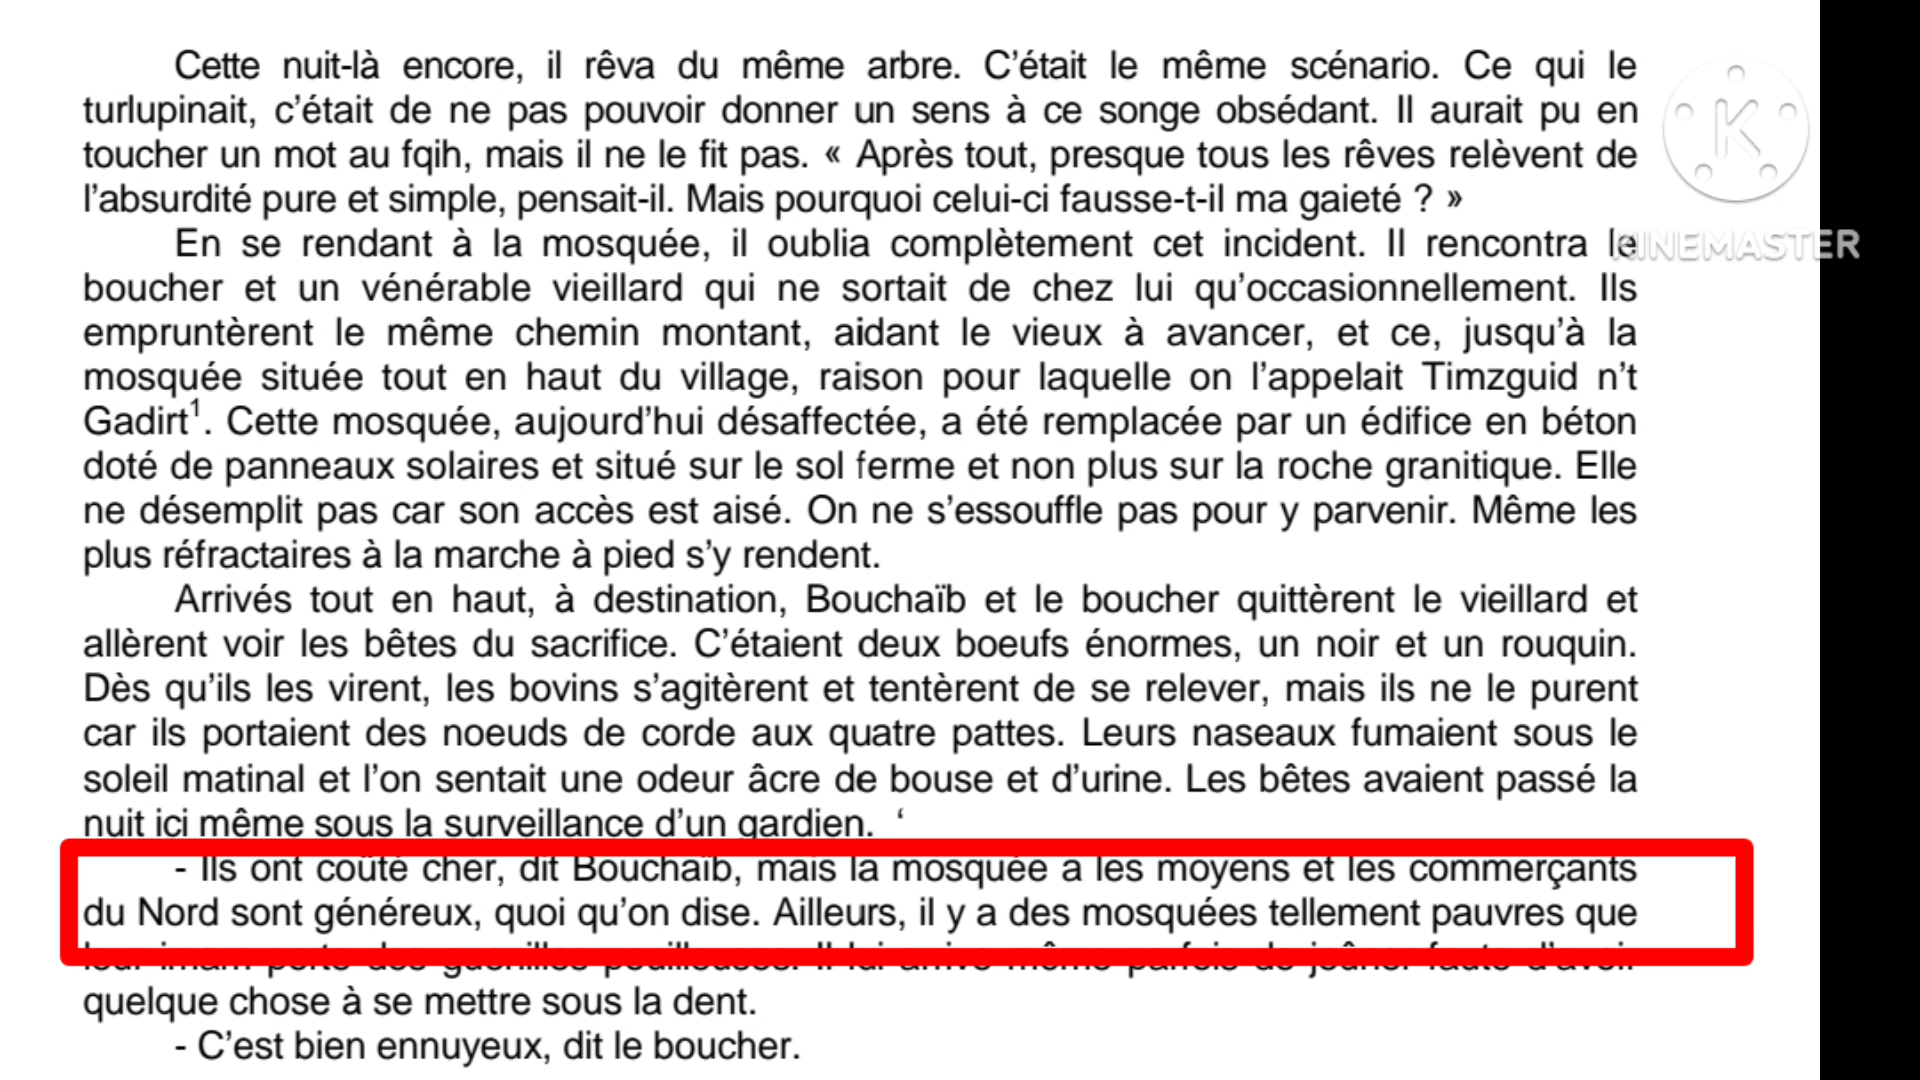 Cette nuit-là encore, il rêva du même arbre. C’était le même scénario. Ce qui le
turlupinait, c’était de ne pas pouvoir donner un sens à ce songe obsédant. Il aurait pu en
toucher un mot au fqih, mais il ne le fit pas. « Après tout, presque tous les rêves relèvent de
l’absurdité pure et simple, pensait-il. Mais pourquoi celui-ci fausse-t-il ma gaieté ? »
En se rendant à la mosquée, il oublia complètement cet incident. Il rencontra le
KINEMASTER
boucher et un vénérable vieillard qui ne sortait de chez lui qu’occasionnellement. Ils
empruntèrent le même chemin montant, aidant le vieux à avancer, et ce, jusqu’à la
mosquée située tout en haut du village, raison pour laquelle on l’appelait Timzguid n’t
Gadirt1. Cette mosquée, aujourd’hui désaffectée, a été remplacée par un édifice en béton
doté de panneaux solaires et situé sur le sol ferme et non plus sur la roche granitique. Elle
ne désemplit pas car son accès est aisé. On ne s’essouffle pas pour y parvenir. Même les
plus réfractaires à la marche à pied s’y rendent.
Arrivés tout en haut, à destination, Bouchaïb et le boucher quittèrent le vieillard et
allèrent voir les bêtes du sacrifice. C’étaient deux boeufs énormes, un noir et un rouquin.
Dès qu’ils les virent, les bovins s’agitèrent et tentèrent de se relever, mais ils ne le purent
car ils portaient des noeuds de corde aux quatre pattes. Leurs naseaux fumaient sous le
soleil matinal et l’on sentait une odeur âcre de bouse et d’urine. Les bêtes avaient passé la
nuit ici même sous la surveillance d’un gardien. ‘
- Ils ont coûté cher, dit Bouchaïb, mais la mosquée a les moyens et les commerçants
du Nord sont généreux, quoi qu’on dise. Ailleurs, il y a des mosquées tellement pauvres que
leur imam porte des guenilles pouilleuses. Il lui arrive même parfois de jeûner faute d’avoir
quelque chose à se mettre sous la dent.
- C’est bien ennuyeux, dit le boucher.